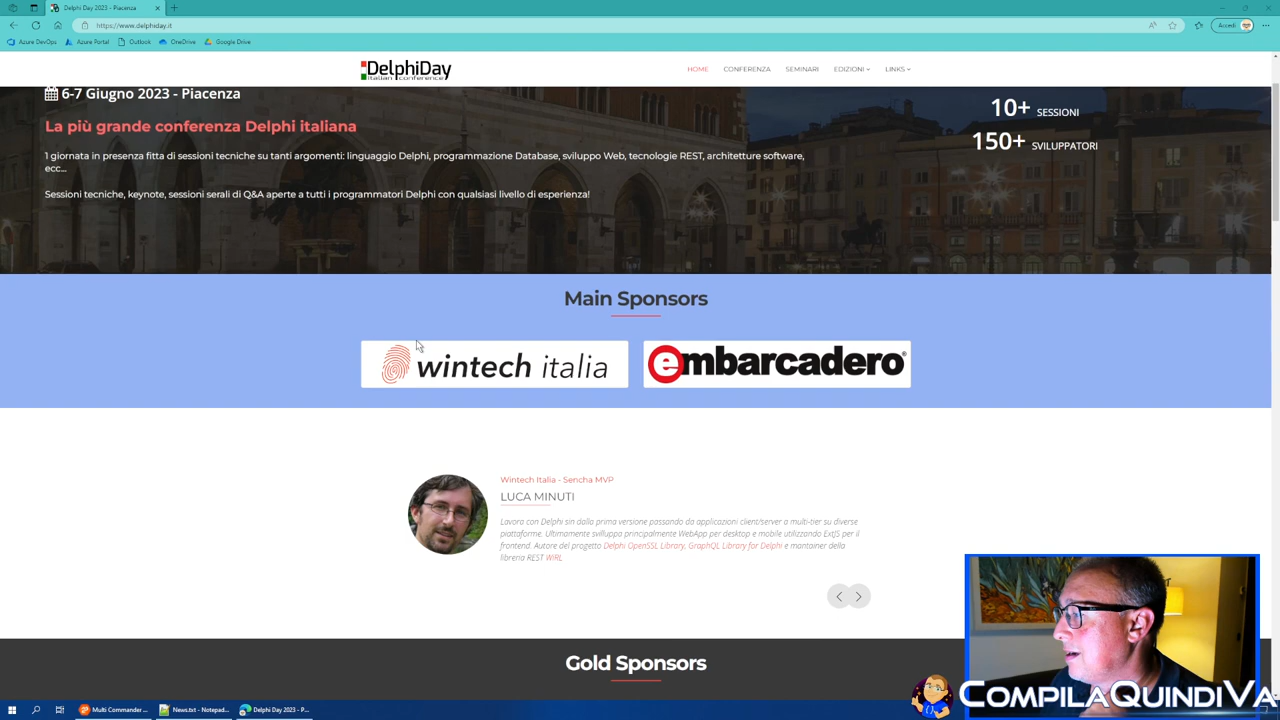 Delphi Day 2023 - Piacenza
https://www.delphiday.it
Accedi
Azure DevOps
Azure Portal
Outlook
OneDrive
Google Drive
DelphiDay
italian conference
HOME
CONFERENZA
SEMINARI
EDIZIONI
LINKS
6-7 Giugno 2023 - Piacenza
La più grande conferenza Delphi italiana
1 giornata in presenza fitta di sessioni tecniche su tanti argomenti: linguaggio Delphi, programmazione Database, sviluppo Web, tecnologie REST, architetture software,
ecc...
Sessioni tecniche, keynote, sessioni serali di Q&A aperte a tutti i programmatori Delphi con qualsiasi livello di esperienza!
10+ SESSIONI
150+ SVILUPPATORI
Main Sponsors
wintech italia
embarcadero®
Wintech Italia - Sencha MVP
LUCA MINUTI
Lavora con Delphi sin dalla prima versione passando da applicazioni client/server a multi-tier su diverse
piattaforme. Ultimamente sviluppa principalmente WebApp per desktop e mobile utilizzando ExtJS per il
frontend. Autore del progetto Delphi OpenSSL Library, GraphQL Library for Delphi e mantainer della
libreria REST WiRL
Gold Sponsors
COMPILAQUINDIVA
Multi Commander ...
News.txt - Notepad...
Delphi Day 2023 - P...